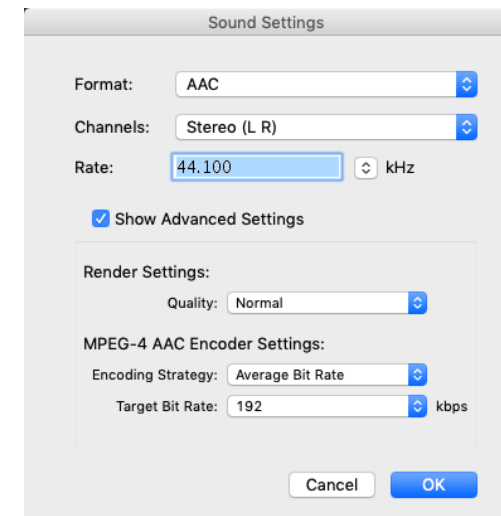 Sound Settings
Format: AAC
Channels: Stereo (L R)
Rate: 44.100 kHz
Show Advanced Settings
Render Settings:
Quality: Normal
MPEG-4 AAC Encoder Settings:
Encoding Strategy: Average Bit Rate
Target Bit Rate: 192 kbps
Cancel OK